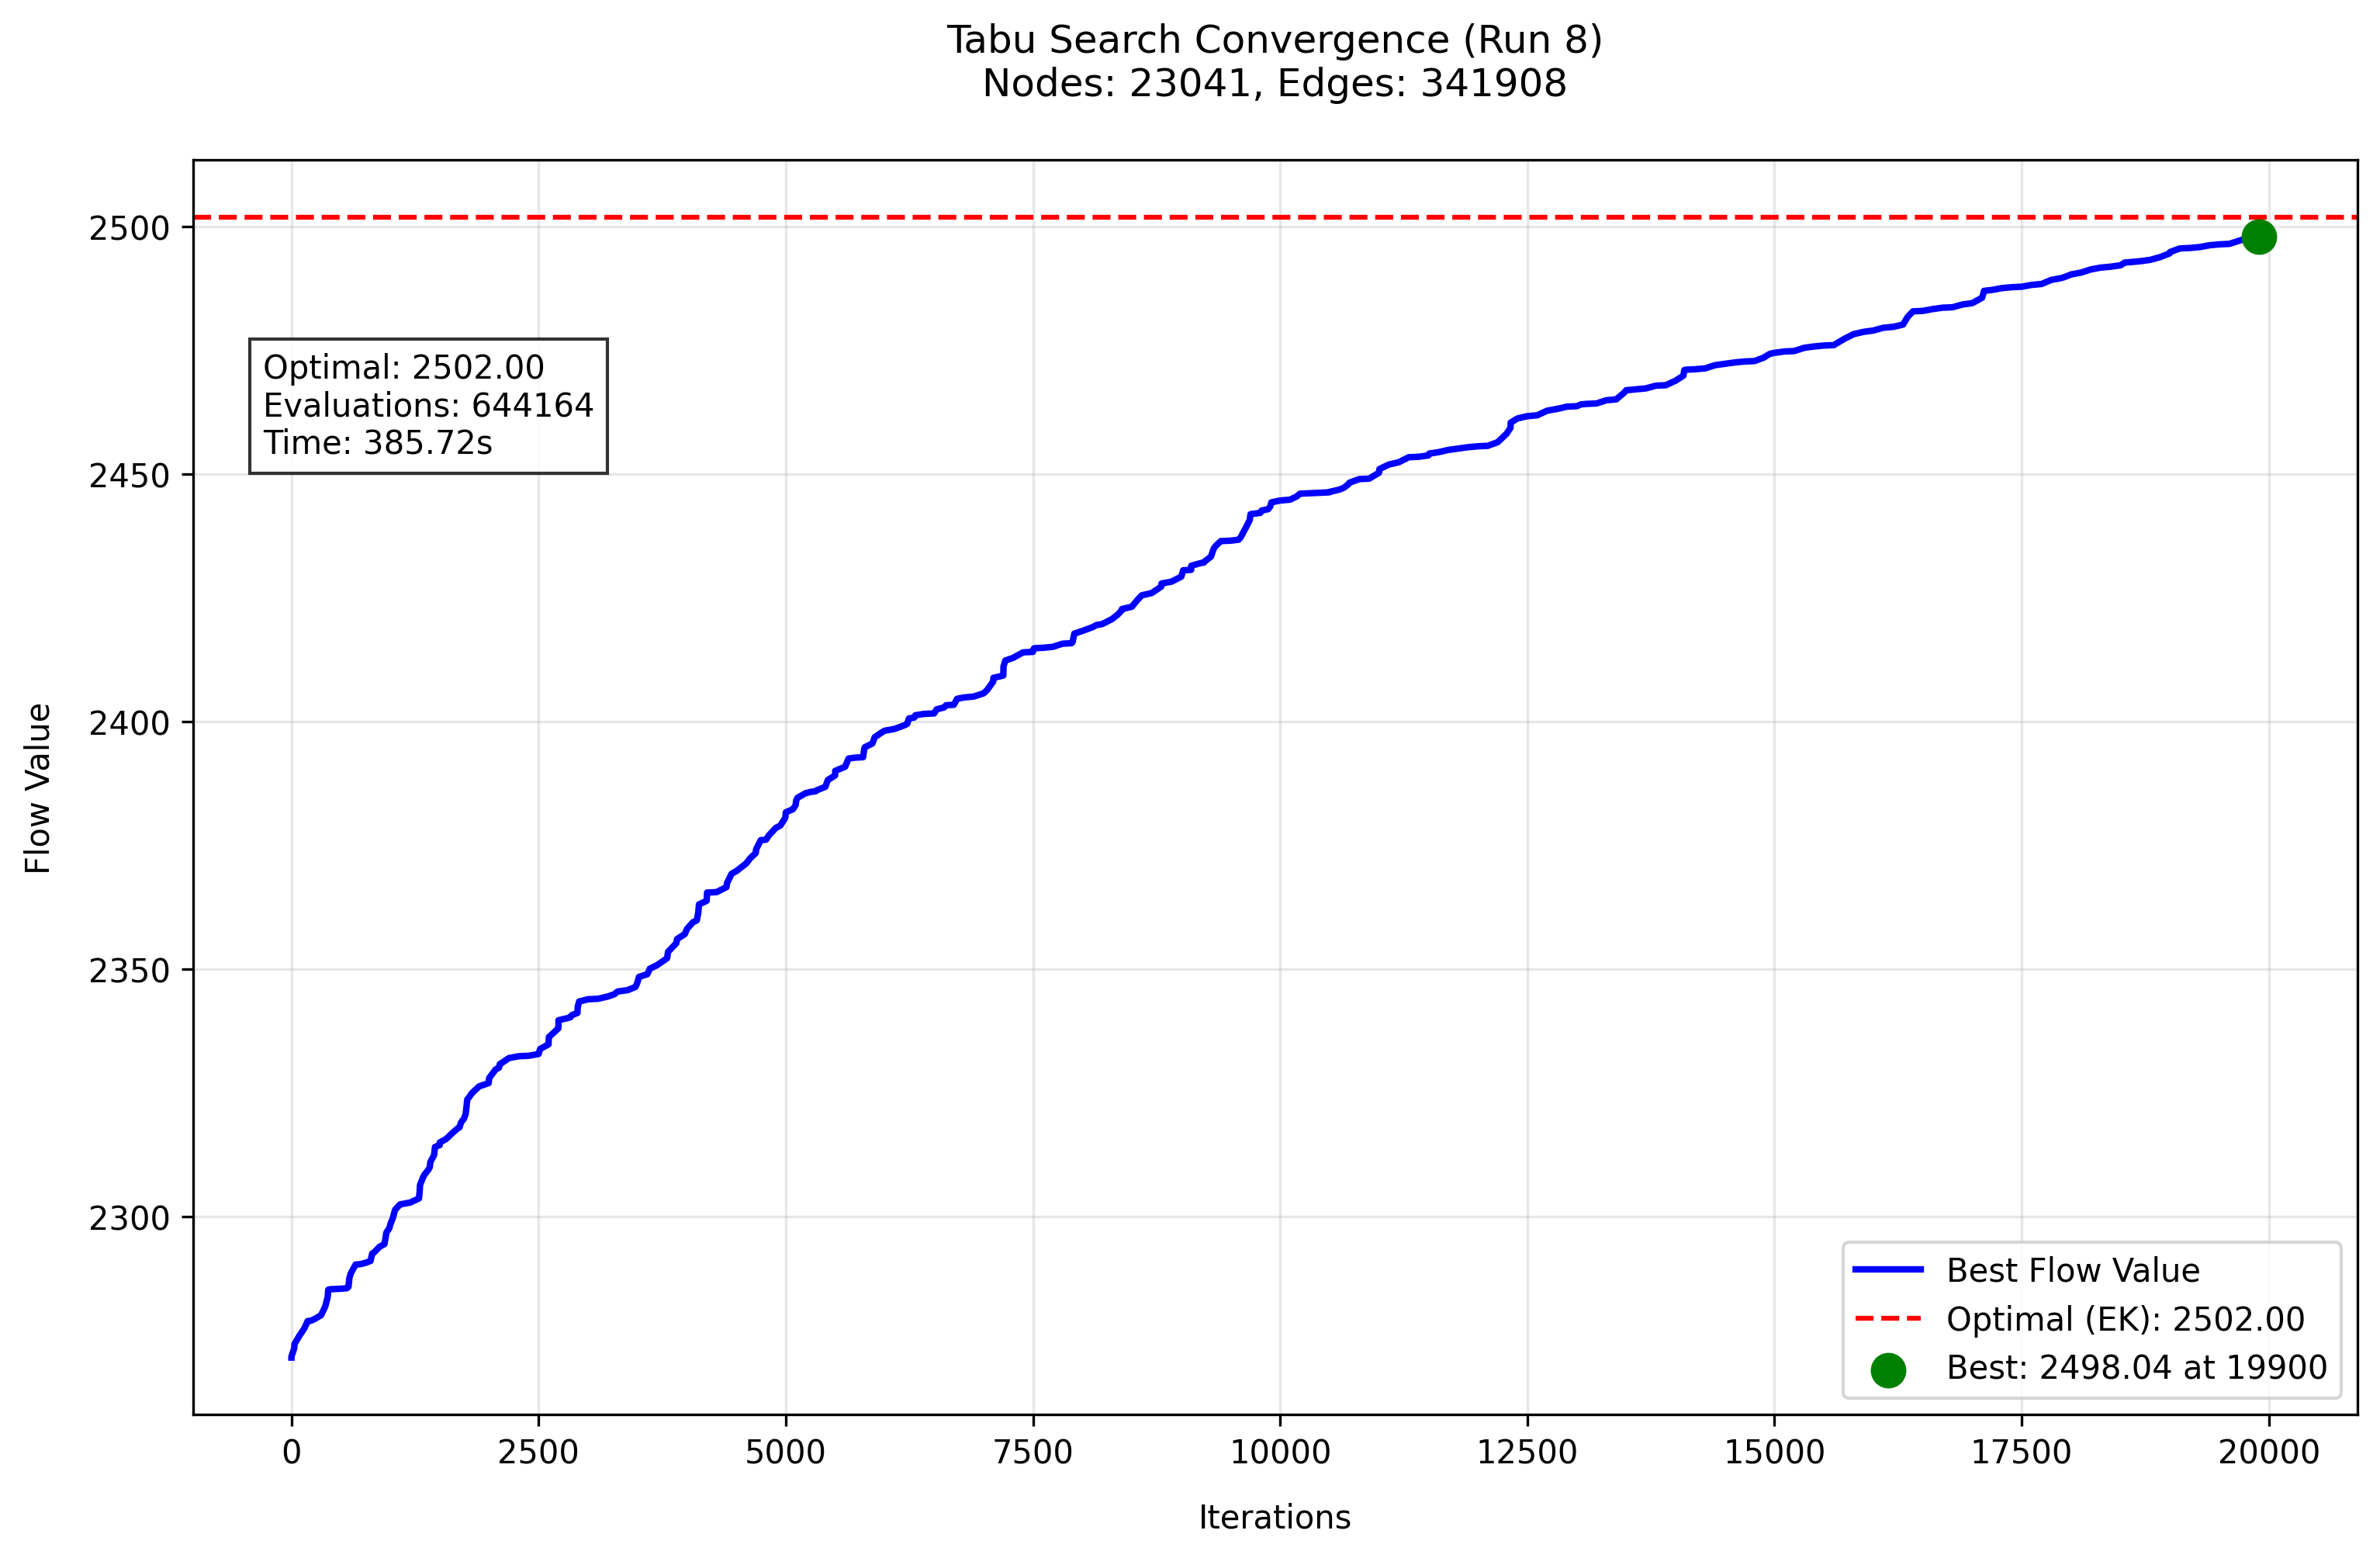 Tabu Search Convergence (Run 8)
Nodes: 23041, Edges: 341908
Flow Value
2500
2450
2400
2350
2300
Optimal: 2502.00
Evaluations: 644164
Time: 385.72s
Best Flow Value
Optimal (EK): 2502.00
Best: 2498.04 at 19900
0 2500 5000 7500 10000 12500 15000 17500 20000
Iterations